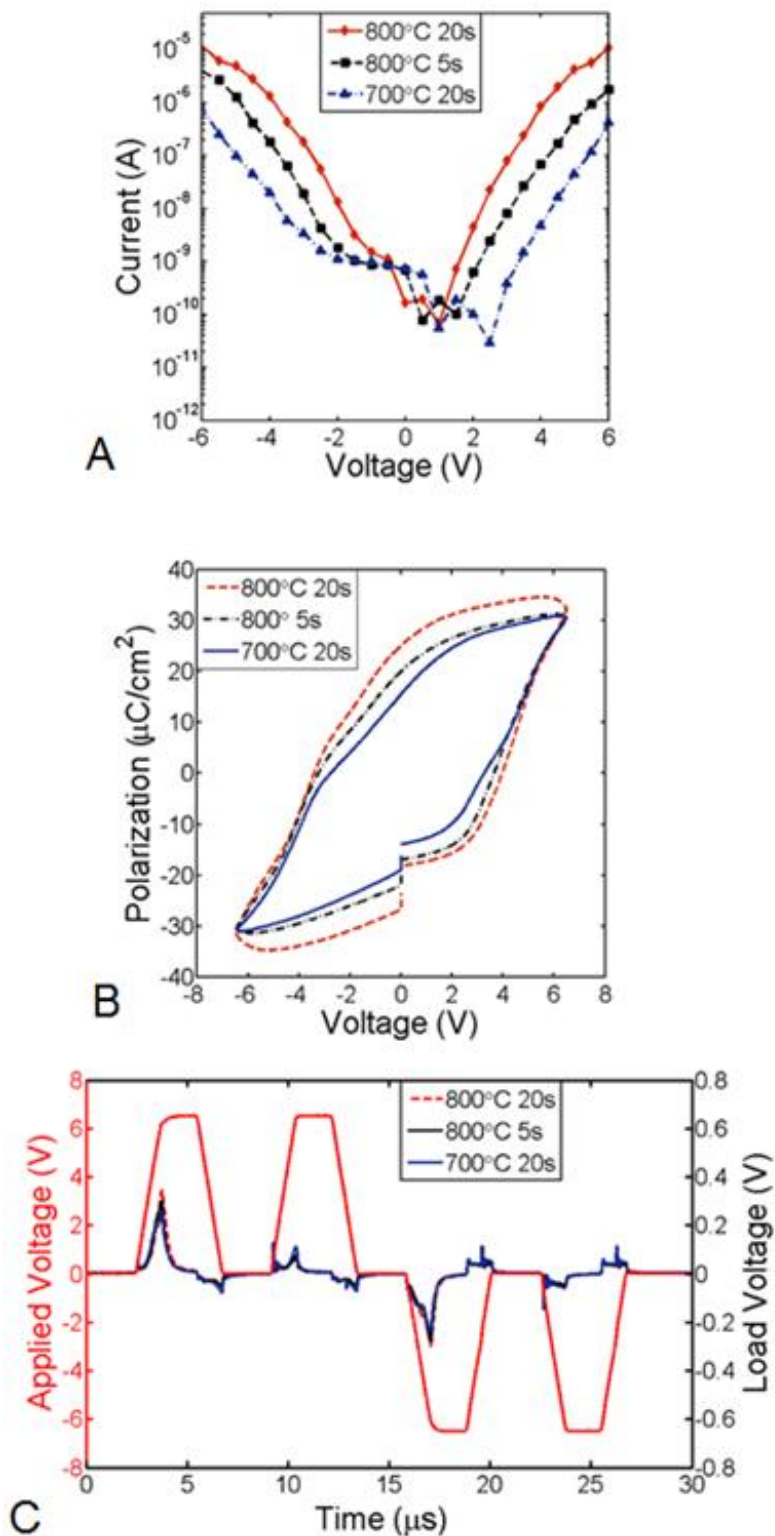 800°C 20s
800°C 5s
700°C 20s
Current (A)
10⁻⁵
10⁻⁶
10⁻⁷
10⁻⁸
10⁻⁹
10⁻¹⁰
10⁻¹¹
10⁻¹²
-6 -4 -2 0 2 4 6
Voltage (V)
A
800°C 20s
800° 5s
700°C 20s
Polarization (μC/cm²)
40
30
20
10
0
-10
-20
-30
-40
-8 -6 -4 -2 0 2 4 6 8
Voltage (V)
B
800°C 20s
800°C 5s
700°C 20s
Applied Voltage (V)
8
6
4
2
0
-2
-4
-6
-8
0.8
0.6
0.4
0.2
0
-0.2
-0.4
-0.6
-0.8
Load Voltage (V)
0 5 10 15 20 25 30
Time (μs)
C